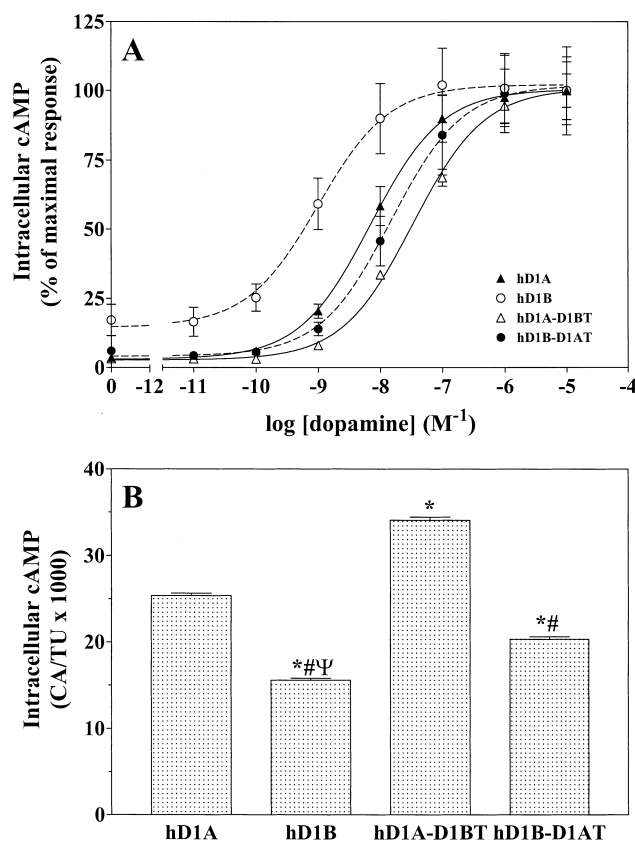 A
Intracellular cAMP
(% of maximal response)
125
100
75
50
25
0
hD1A
hD1B
hD1A-D1BT
hD1B-D1AT
0 -12 -11 -10 -9 -8 -7 -6 -5 -4
log [dopamine] (M⁻¹)
B
Intracellular cAMP
(CA/TU x 1000)
40
30
20
10
0
*#Ψ
*
*#
hD1A hD1B hD1A-D1BT hD1B-D1AT